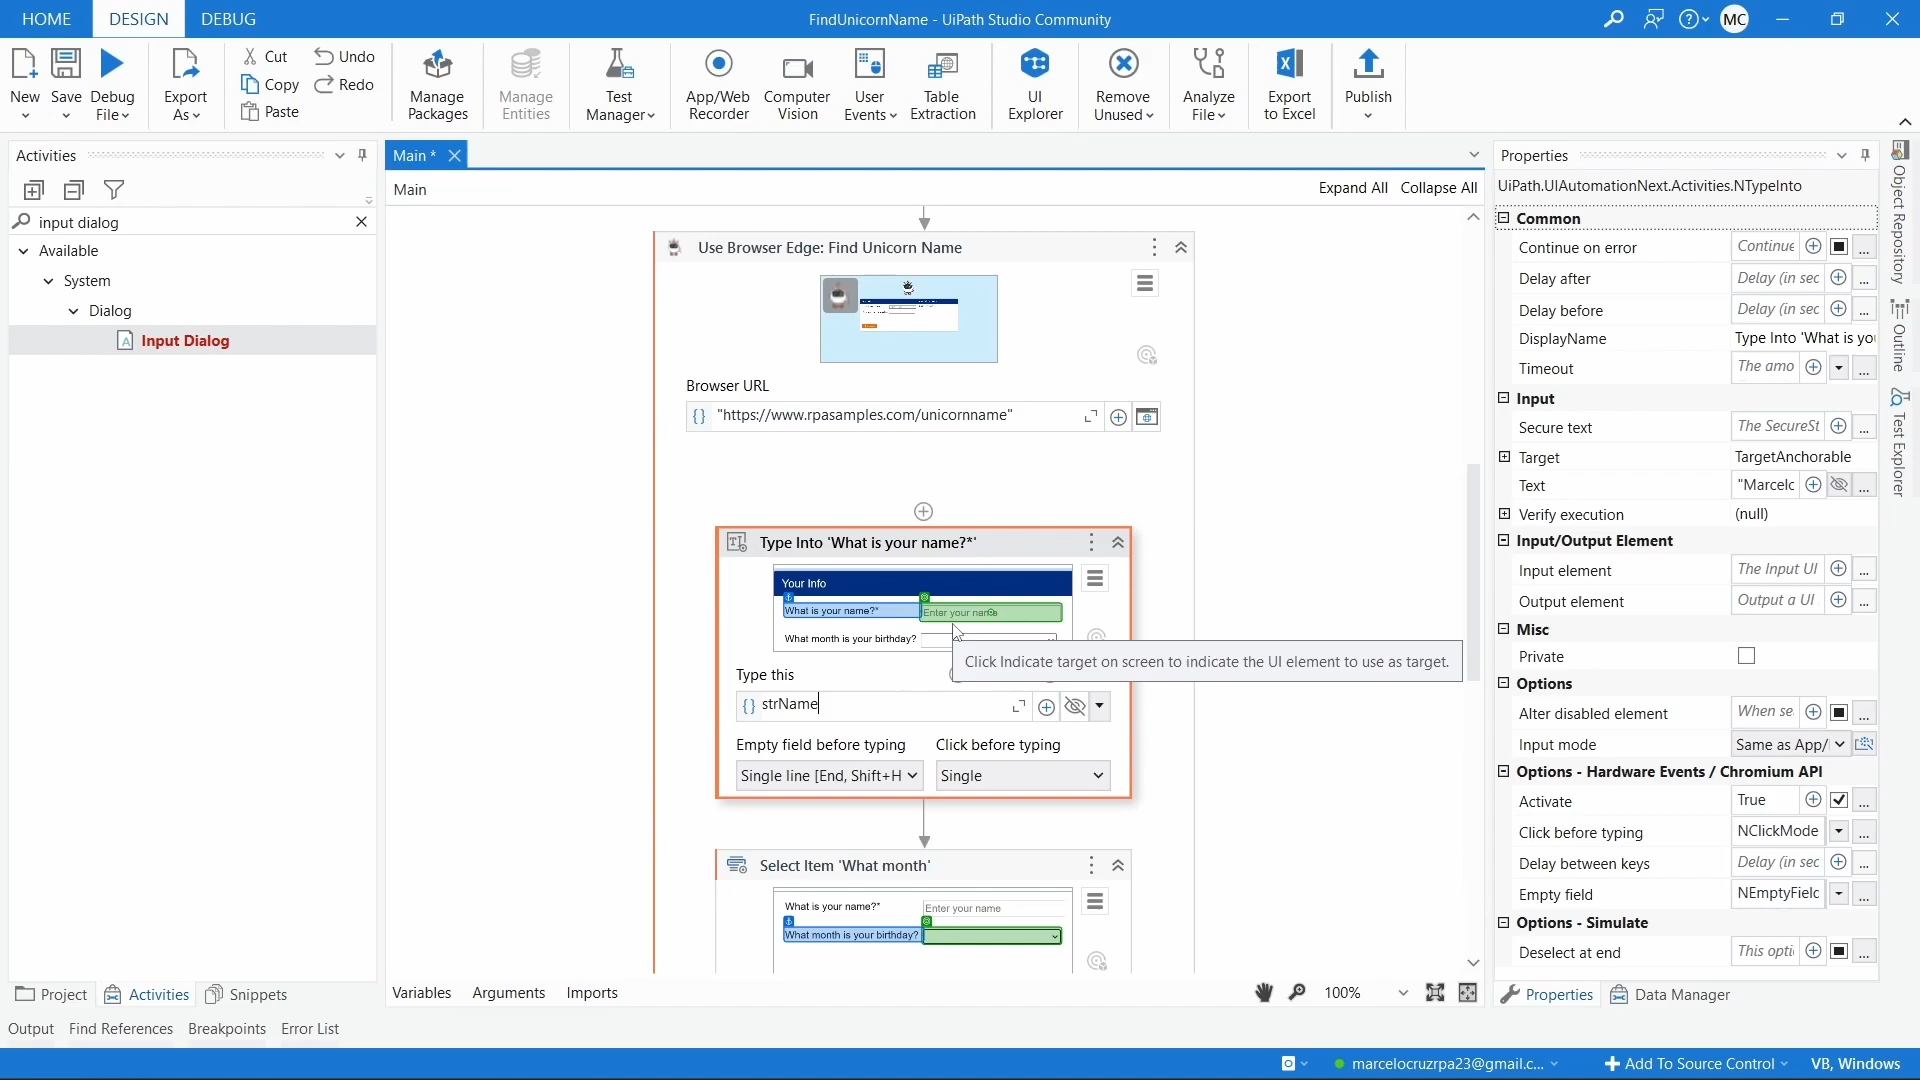 HOME
DESIGN
DEBUG
FindUnicornName - UiPath Studio Community
MC
New
Save
Debug
File
Export
As
Cut
Copy
Paste
Undo
Redo
Manage
Packages
Manage
Entities
Test
Manager
App/Web
Recorder
Computer
Vision
User
Events
Table
Extraction
UI
Explorer
Remove
Unused
Analyze
File
Export
to Excel
Publish
Activities
input dialog
Available
System
Dialog
Input Dialog
Main *
Main
Expand All
Collapse All
Use Browser Edge: Find Unicorn Name
Browser URL
"https://www.rpasamples.com/unicornname"
Type Into 'What is your name?*'
Your Info
What is your name?*
Enter your name
What month is your birthday?
Click Indicate target on screen to indicate the UI element to use as target.
Type this
strName
Empty field before typing
Click before typing
Single line [End, Shift+H
Single
Select Item 'What month'
What is your name?*
Enter your name
What month is your birthday?
Properties
UiPath.UIAutomationNext.Activities.NTypeInto
Common
Continue on error
Continue
...
Delay after
Delay (in sec
...
Delay before
Delay (in sec
...
DisplayName
Type Into 'What is you
Timeout
The amo
...
Input
Secure text
The SecureSt
...
Target
TargetAnchorable
Text
"Marcelo
...
Verify execution
(null)
Input/Output Element
Input element
The Input UI
...
Output element
Output a UI
...
Misc
Private
Options
Alter disabled element
When se
...
Input mode
Same as App/
Options - Hardware Events / Chromium API
Activate
True
...
Click before typing
NClickMode
...
Delay between keys
Delay (in sec
...
Empty field
NEmptyField
...
Options - Simulate
Deselect at end
This opti
...
Object Repository
Outline
Test Explorer
Project
Activities
Snippets
Variables
Arguments
Imports
100%
Properties
Data Manager
Output
Find References
Breakpoints
Error List
marcelocruzrpa23@gmail.c...
Add To Source Control
VB, Windows